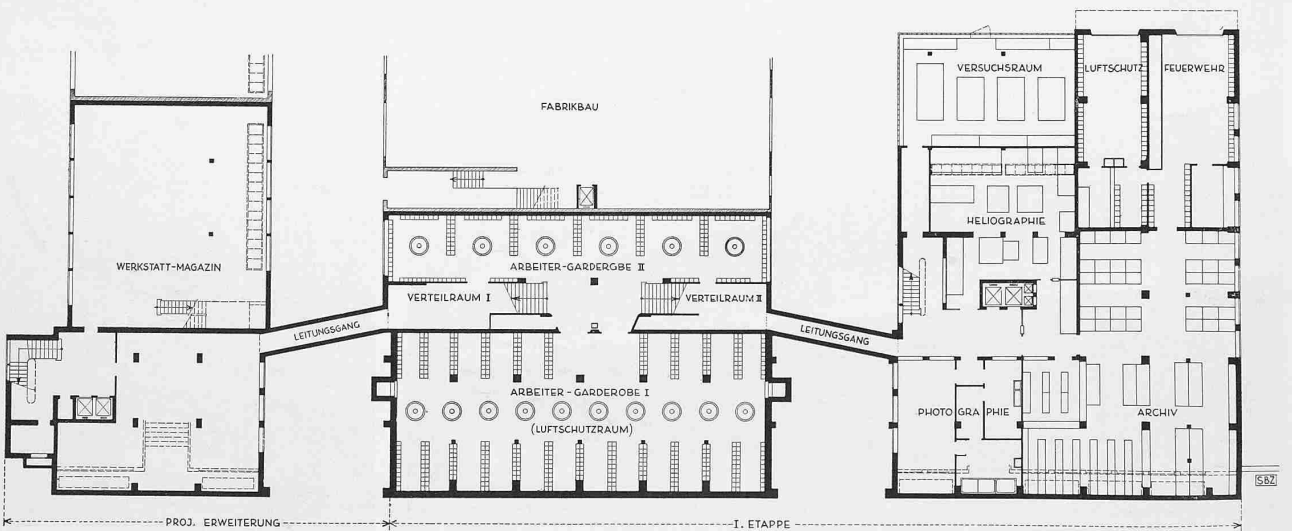 VERSUCHSRAUM
LUFTSCHUTZ
FEUERWEHR
FABRIKBAU
HELIOGRAPHIE
WERKSTATT-MAGAZIN
ARBEITER-GARDEROBE II
VERTEILRAUM I
VERTEILRAUM II
LEITUNGSGANG
LEITUNGSGANG
ARBEITER-GARDEROBE I
(LUFTSCHUTZRAUM)
PHOTO GRA PHIE
ARCHIV
SBZ
PROJ. ERWEITERUNG
I. ETAPPE